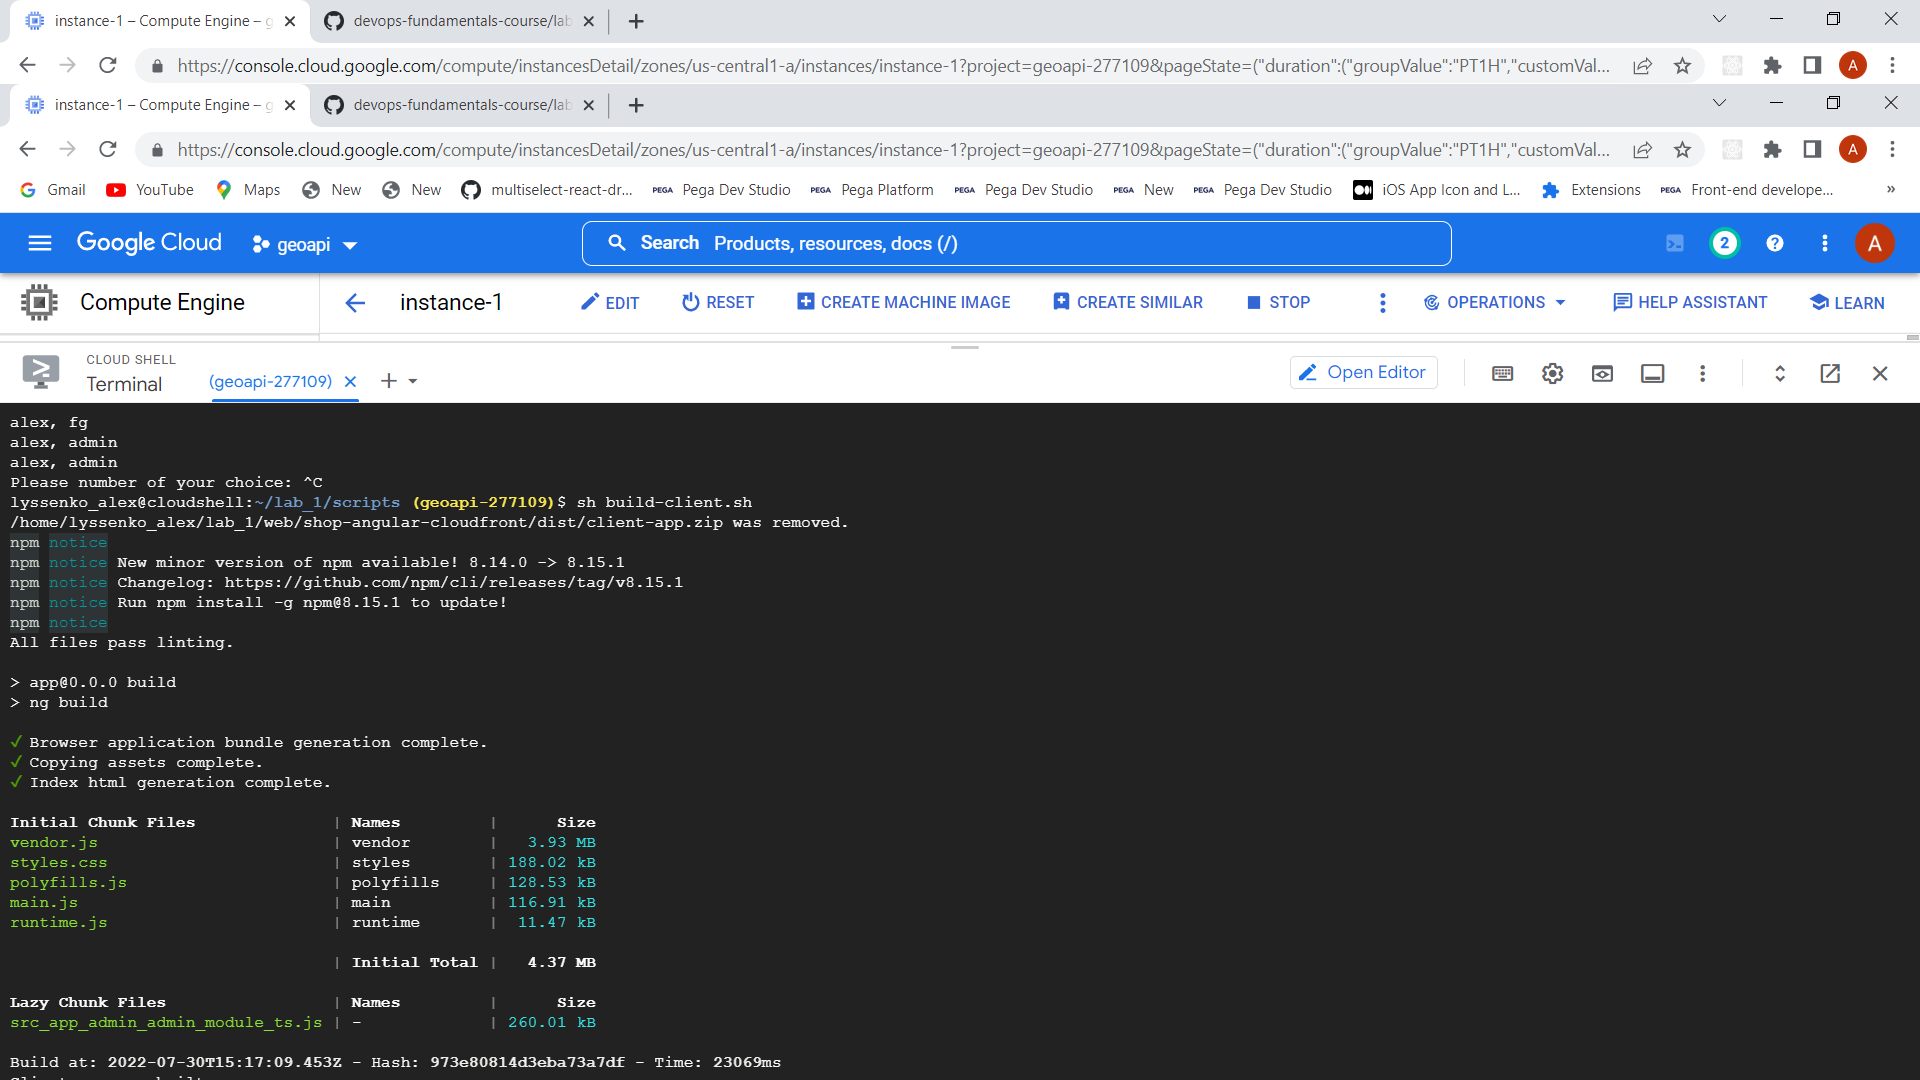 instance-1 – Compute Engine – g
devops-fundamentals-course/lab
https://console.cloud.google.com/compute/instancesDetail/zones/us-central1-a/instances/instance-1?project=geoapi-277109&pageState=("duration":("groupValue":"PT1H","customVal...
A
instance-1 – Compute Engine – g
devops-fundamentals-course/lab
https://console.cloud.google.com/compute/instancesDetail/zones/us-central1-a/instances/instance-1?project=geoapi-277109&pageState=("duration":("groupValue":"PT1H","customVal...
A
Gmail YouTube Maps New New multiselect-react-dr... PEGA Pega Dev Studio PEGA Pega Platform PEGA Pega Dev Studio PEGA New PEGA Pega Dev Studio iOS App Icon and L... Extensions PEGA Front-end develope... »
Google Cloud geoapi Search Products, resources, docs (/) 2 ? A
Compute Engine instance-1 EDIT RESET CREATE MACHINE IMAGE CREATE SIMILAR STOP OPERATIONS HELP ASSISTANT LEARN
CLOUD SHELL
Terminal (geoapi-277109) Open Editor
alex, fg
alex, admin
alex, admin
Please number of your choice: ^C
lyssenko_alex@cloudshell:~/lab_1/scripts (geoapi-277109)$ sh build-client.sh
/home/lyssenko_alex/lab_1/web/shop-angular-cloudfront/dist/client-app.zip was removed.
npm notice
npm notice New minor version of npm available! 8.14.0 -> 8.15.1
npm notice Changelog: https://github.com/npm/cli/releases/tag/v8.15.1
npm notice Run npm install -g npm@8.15.1 to update!
npm notice
All files pass linting.
> app@0.0.0 build
> ng build
✓ Browser application bundle generation complete.
✓ Copying assets complete.
✓ Index html generation complete.
Initial Chunk Files | Names | Size
vendor.js | vendor | 3.93 MB
styles.css | styles | 188.02 kB
polyfills.js | polyfills | 128.53 kB
main.js | main | 116.91 kB
runtime.js | runtime | 11.47 kB
| Initial Total | 4.37 MB
Lazy Chunk Files | Names | Size
src_app_admin_admin_module_ts.js | - | 260.01 kB
Build at: 2022-07-30T15:17:09.453Z - Hash: 973e80814d3eba73a7df - Time: 23069ms